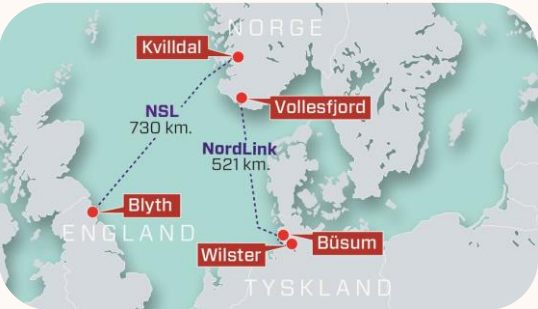 NORGE
Kvilldal
Vollesfjord
NSL
730 km.
NordLink
521 km.
Blyth
ENGLAND
Büsum
Wilster
TYSKLAND